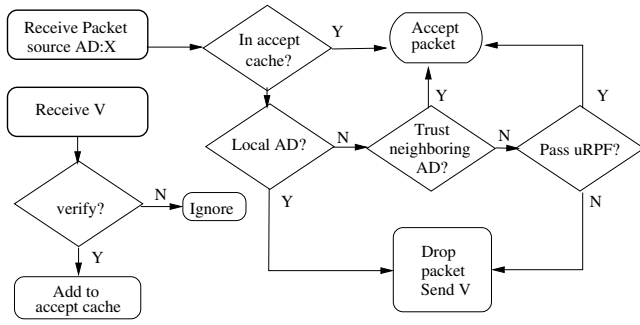 Receive Packet
source AD:X
In accept
cache?
Y
Accept
packet
Receive V
Local AD?
N
Trust
neighboring
AD?
Y
N
Pass uRPF?
Y
verify?
N
Ignore
Y
N
Y
Add to
accept cache
Drop
packet
Send V